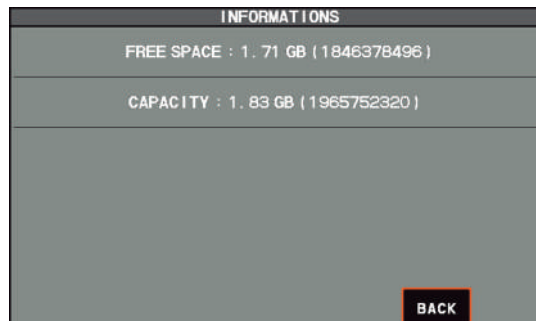 INFORMATIONS
FREE SPACE : 1.71 GB (1846378496)
CAPACITY : 1.83 GB (1965752320)
BACK